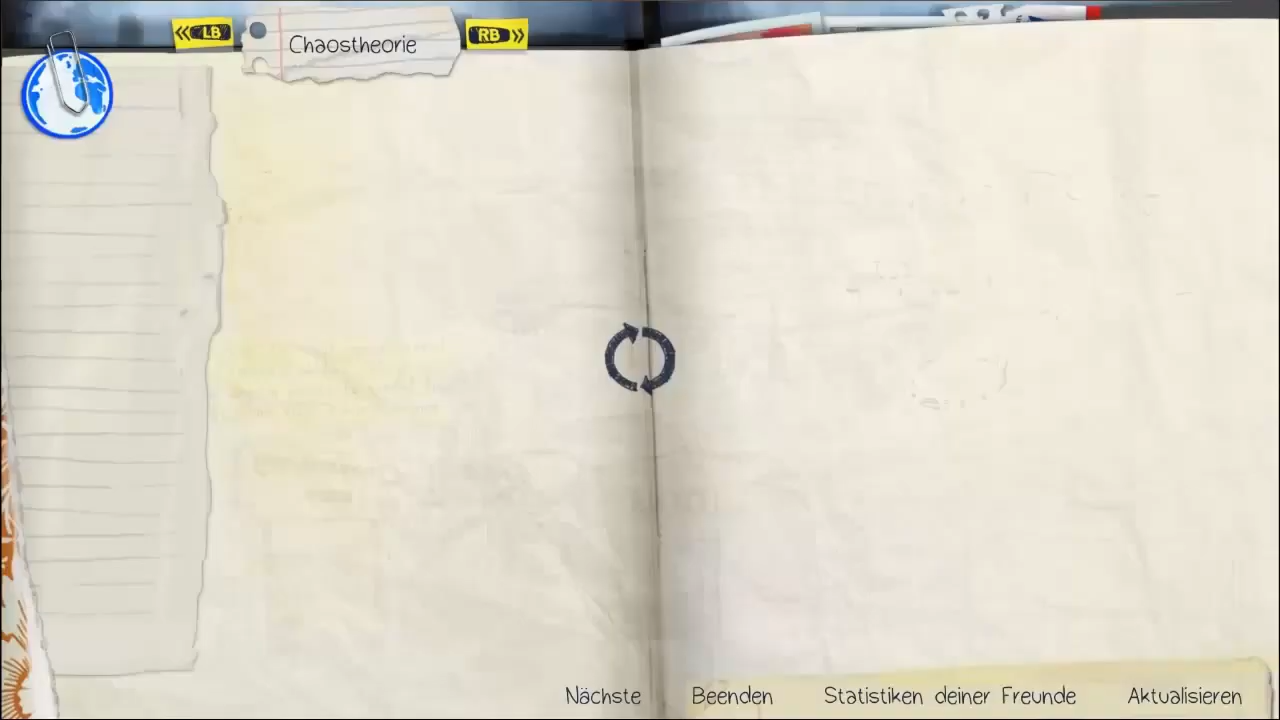 LB
Chaostheorie
RB
Nächste Beenden Statistiken deiner Freunde Aktualisieren